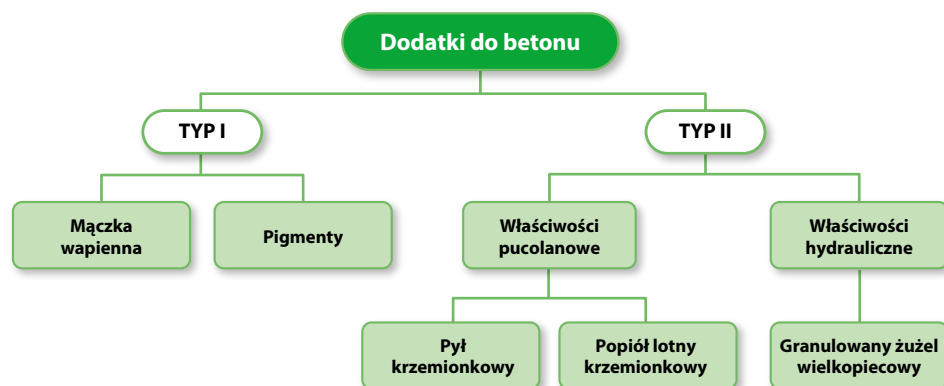 Dodatki do betonu
TYP I
TYP II
Mączka
wapienna
Pigmenty
Właściwości
pucolanowe
Właściwości
hydrauliczne
Pył
krzemionkowy
Popiół lotny
krzemionkowy
Granulowany żużel
wielkopiecowy